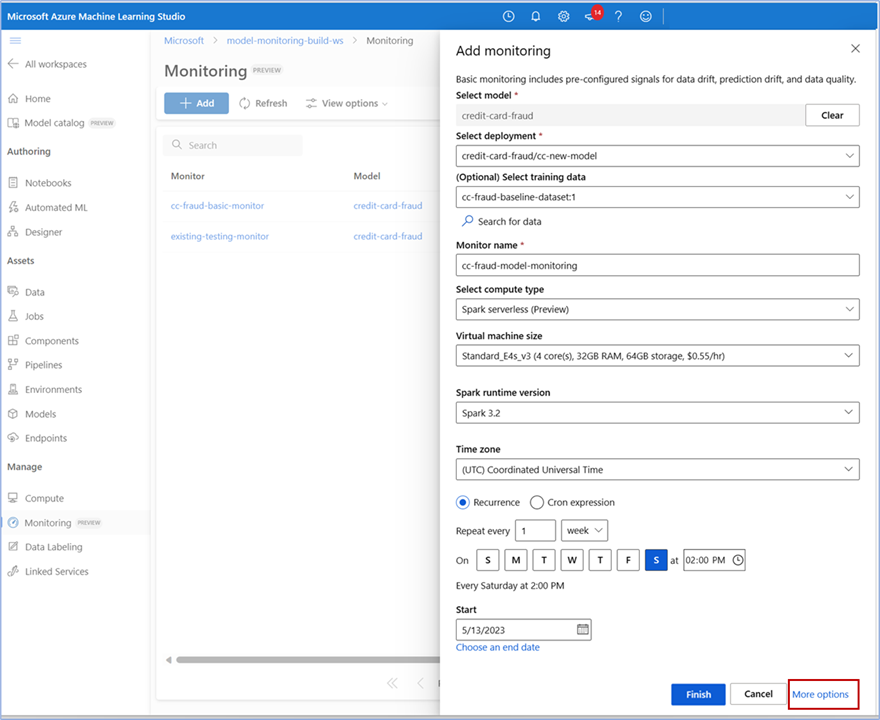 Microsoft Azure Machine Learning Studio
14
All workspaces
Home
Model catalog PREVIEW
Authoring
Notebooks
Automated ML
Designer
Assets
Data
Jobs
Components
Pipelines
Environments
Models
Endpoints
Manage
Compute
Monitoring PREVIEW
Data Labeling
Linked Services
Microsoft > model-monitoring-build-ws > Monitoring
Monitoring PREVIEW
Add Refresh View options
Search
Monitor Model
cc-fraud-basic-monitor credit-card-fraud
existing-testing-monitor credit-card-fraud
Add monitoring
Basic monitoring includes pre-configured signals for data drift, prediction drift, and data quality.
Select model *
credit-card-fraud Clear
Select deployment *
credit-card-fraud/cc-new-model
(Optional) Select training data
cc-fraud-baseline-dataset:1
Search for data
Monitor name *
cc-fraud-model-monitoring
Select compute type
Spark serverless (Preview)
Virtual machine size
Standard_E4s_v3 (4 core(s), 32GB RAM, 64GB storage, $0.55/hr)
Spark runtime version
Spark 3.2
Time zone
(UTC) Coordinated Universal Time
Recurrence Cron expression
Repeat every 1 week
On S M T W T F S at 02:00 PM
Every Saturday at 2:00 PM
Start
5/13/2023
Choose an end date
Finish Cancel More options